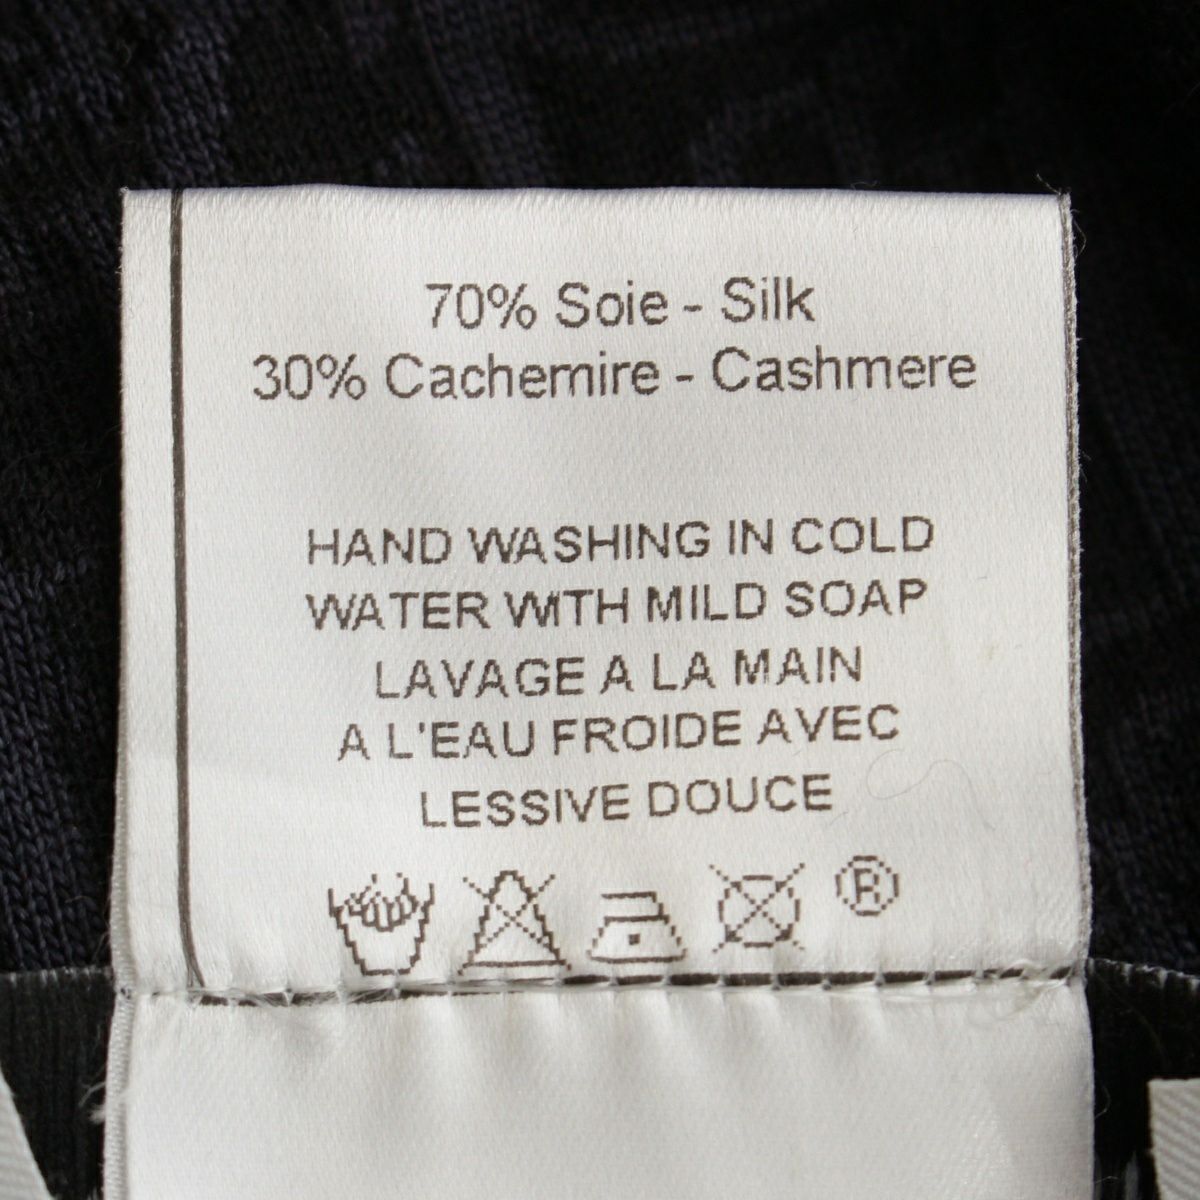 70% Soie - Silk
30% Cachemire - Cashmere
HAND WASHING IN COLD
WATER WITH MILD SOAP
LAVAGE A LA MAIN
A L'EAU FROIDE AVEC
LESSIVE DOUCE
®